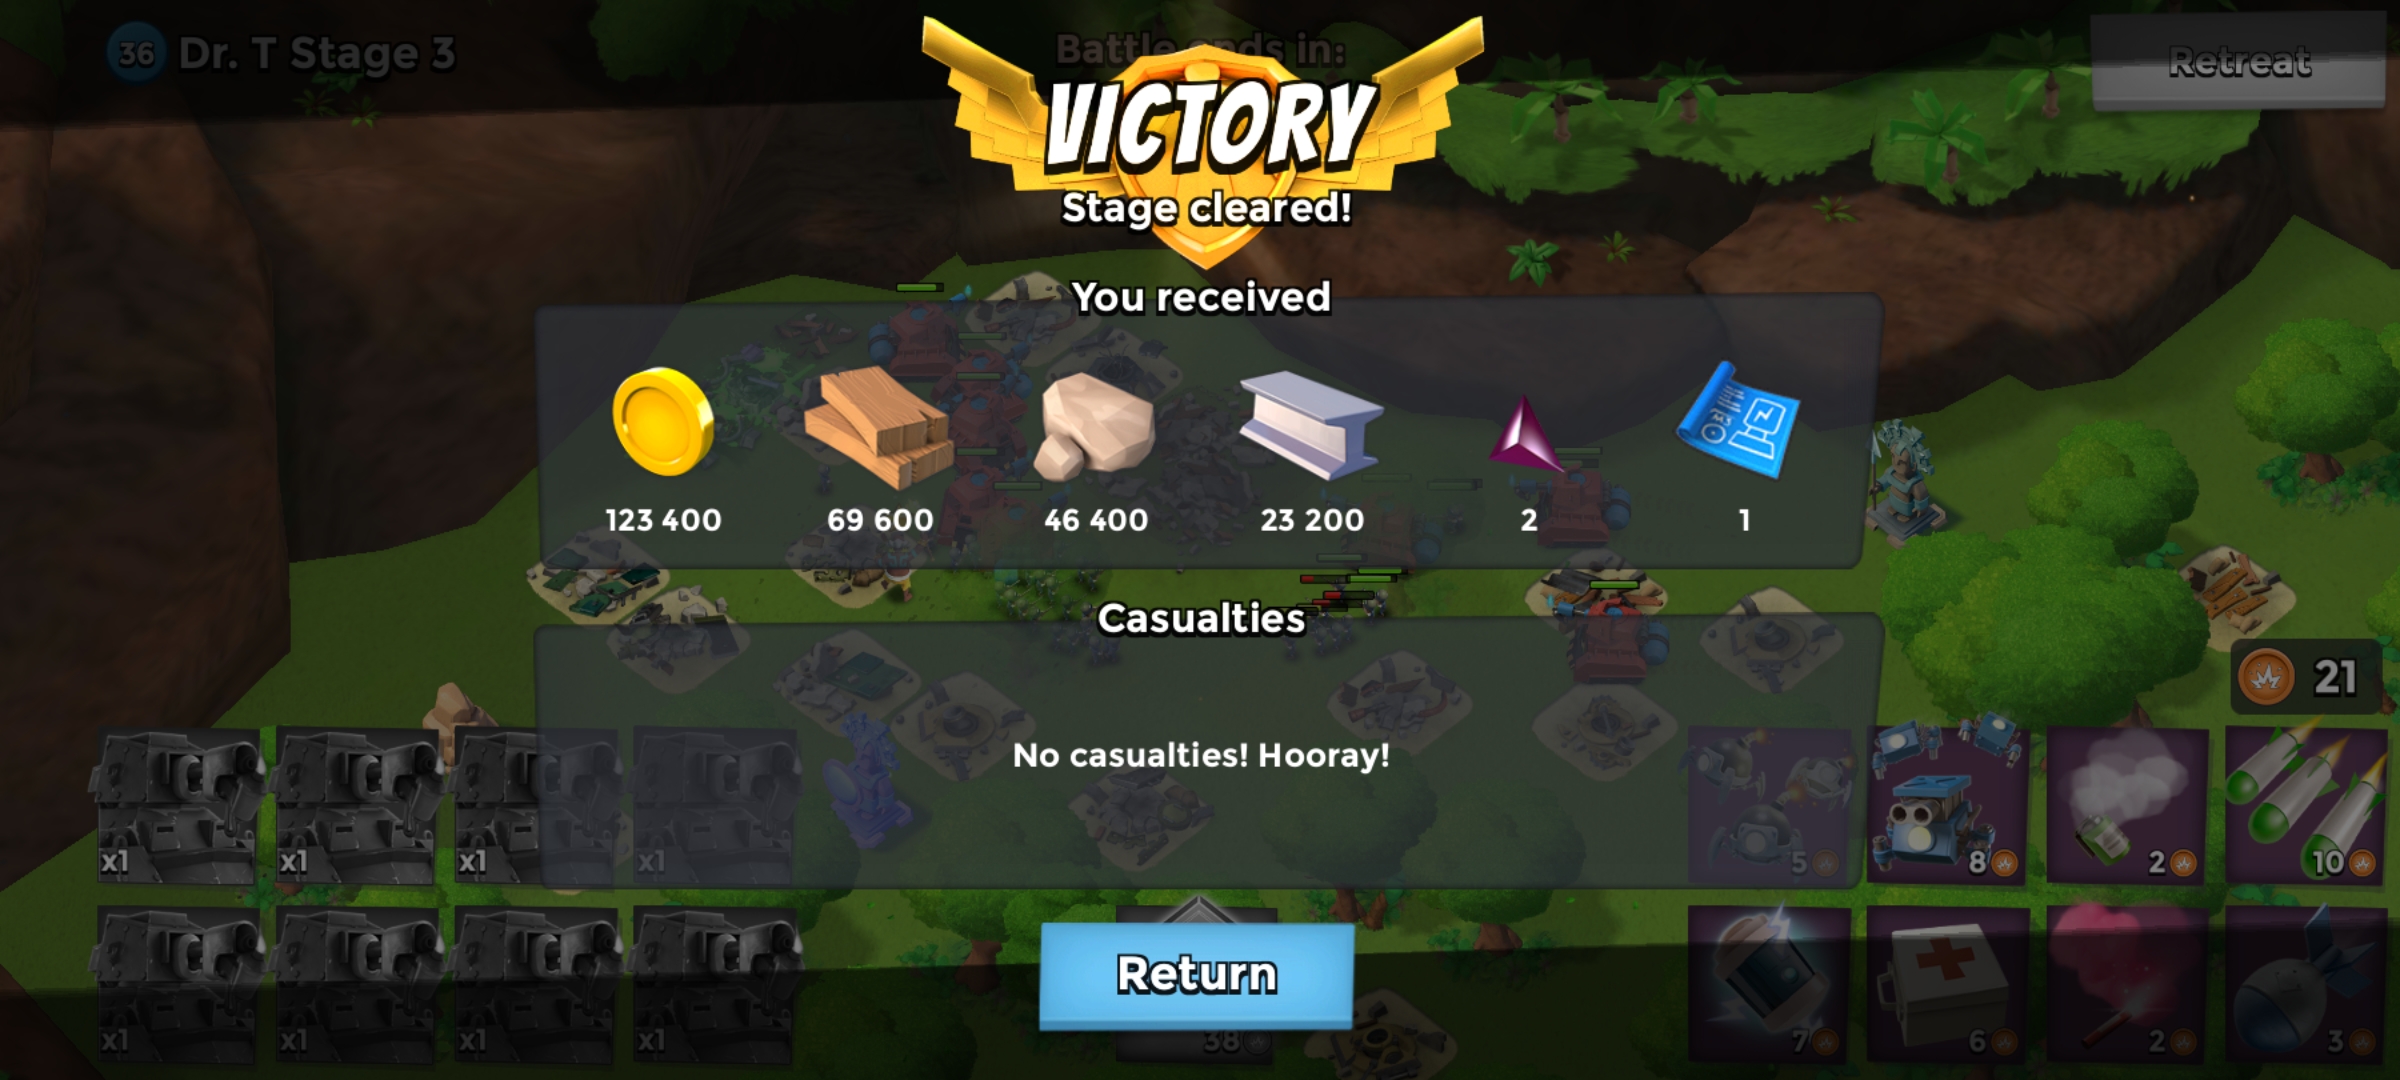 36 Dr. T Stage 3
Battle ends in:
Retreat
VICTORY
Stage cleared!
You received
123 400
69 600
46 400
23 200
2
1
Casualties
No casualties! Hooray!
21
x1
x1
x1
x1
5
8
2
10
Return
x1
x1
x1
x1
38
7
6
2
3